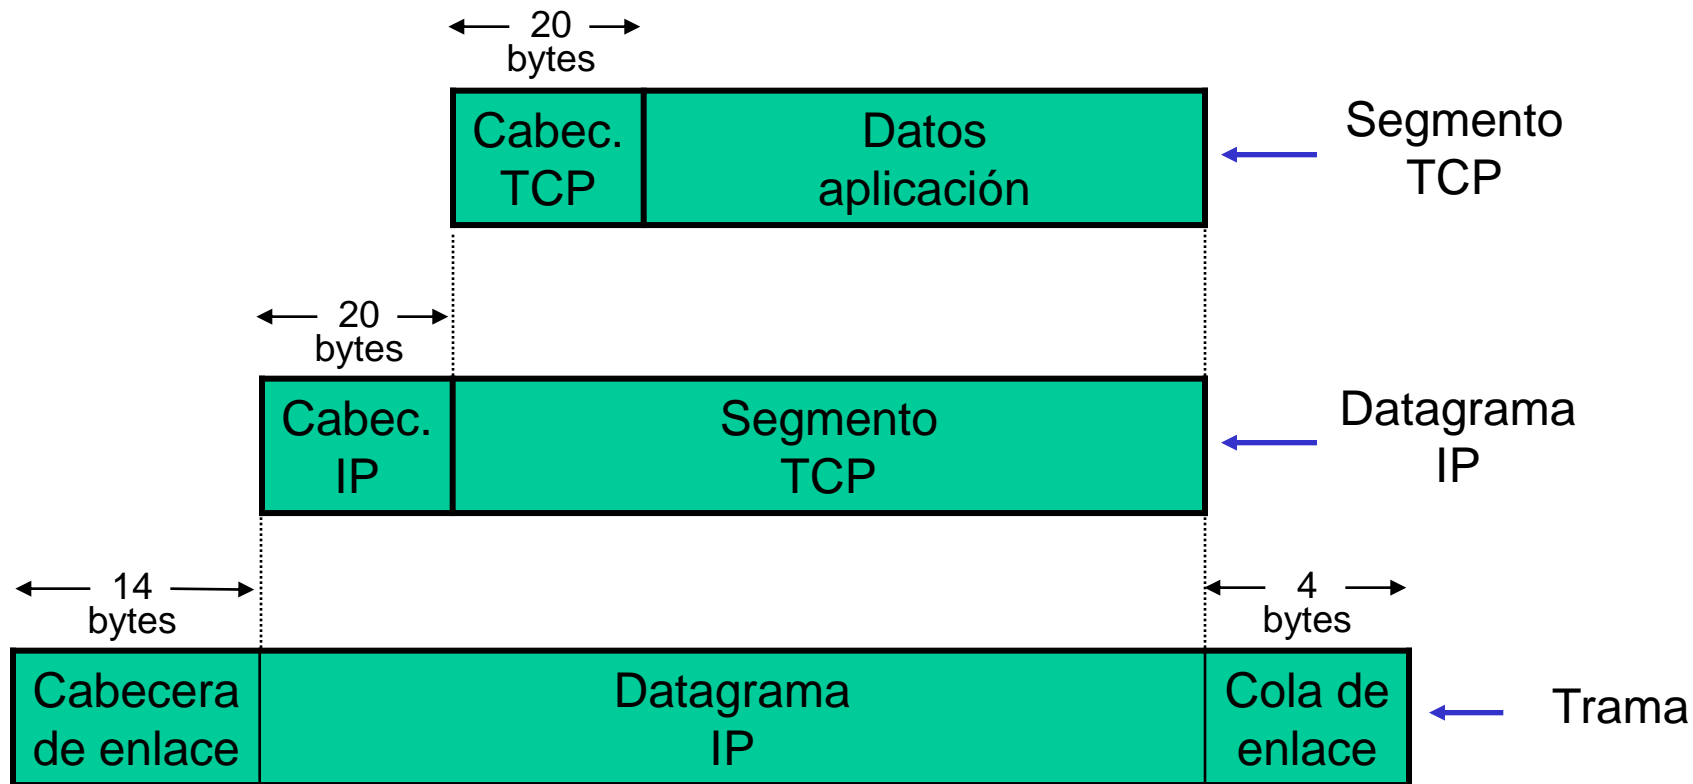 20
bytes
Cabec.
TCP
Datos
aplicación
Segmento
TCP
20
bytes
Cabec.
IP
Segmento
TCP
Datagrama
IP
14
bytes
4
bytes
Cabecera
de enlace
Datagrama
IP
Cola de
enlace
Trama